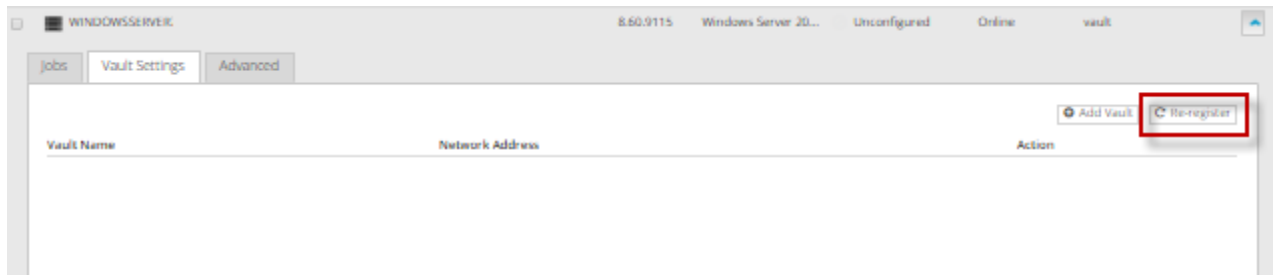 WINDOWSSERVER. 8.60.9115 Windows Server 20... Unconfigured Online vault
Jobs Vault Settings Advanced
Add Vault Re-register
Vault Name Network Address Action